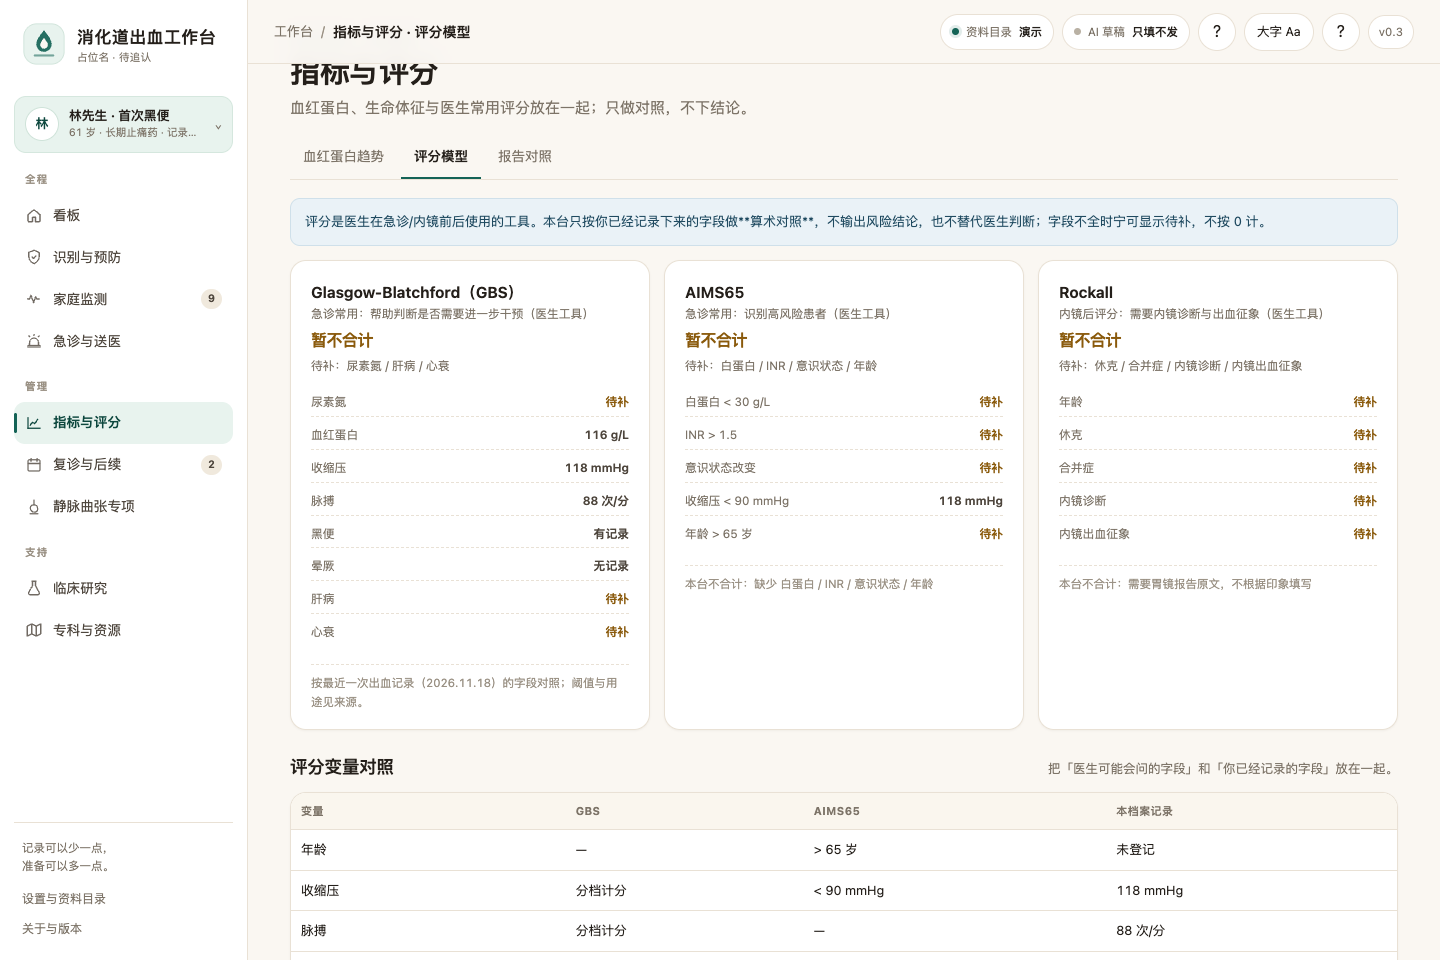 消化道出血工作台
占位名 · 待追认
林
林先生 · 首次黑便
61 岁 · 长期止痛药 · 记录...
全程
看板
识别与预防
家庭监测
9
急诊与送医
管理
指标与评分
复诊与后续
2
静脉曲张专项
支持
临床研究
专科与资源
记录可以少一点,
准备可以多一点。
设置与资料目录
关于与版本
工作台 / 指标与评分 · 评分模型
资料目录 演示
AI 草稿 只填不发
?
大字 Aa
?
v0.3
指标与评分
血红蛋白、生命体征与医生常用评分放在一起；只做对照，不下结论。
血红蛋白趋势
评分模型
报告对照
评分是医生在急诊/内镜前后使用的工具。本台只按你已经记录下来的字段做**算术对照**，不输出风险结论，也不替代医生判断；字段不全时宁可显示待补，不按 0 计。
Glasgow-Blatchford（GBS）
急诊常用：帮助判断是否需要进一步干预（医生工具）
暂不合计
待补：尿素氮 / 肝病 / 心衰
尿素氮 待补
血红蛋白 116 g/L
收缩压 118 mmHg
脉搏 88 次/分
黑便 有记录
晕厥 无记录
肝病 待补
心衰 待补
按最近一次出血记录（2026.11.18）的字段对照；阈值与用
途见来源。
AIMS65
急诊常用：识别高风险患者（医生工具）
暂不合计
待补：白蛋白 / INR / 意识状态 / 年龄
白蛋白 < 30 g/L 待补
INR > 1.5 待补
意识状态改变 待补
收缩压 < 90 mmHg 118 mmHg
年龄 > 65 岁 待补
本台不合计：缺少 白蛋白 / INR / 意识状态 / 年龄
Rockall
内镜后评分：需要内镜诊断与出血征象（医生工具）
暂不合计
待补：休克 / 合并症 / 内镜诊断 / 内镜出血征象
年龄 待补
休克 待补
合并症 待补
内镜诊断 待补
内镜出血征象 待补
本台不合计：需要胃镜报告原文，不根据印象填写
评分变量对照
把「医生可能会问的字段」和「你已经记录的字段」放在一起。
变量 GBS AIMS65 本档案记录
年龄 — > 65 岁 未登记
收缩压 分档计分 < 90 mmHg 118 mmHg
脉搏 分档计分 — 88 次/分